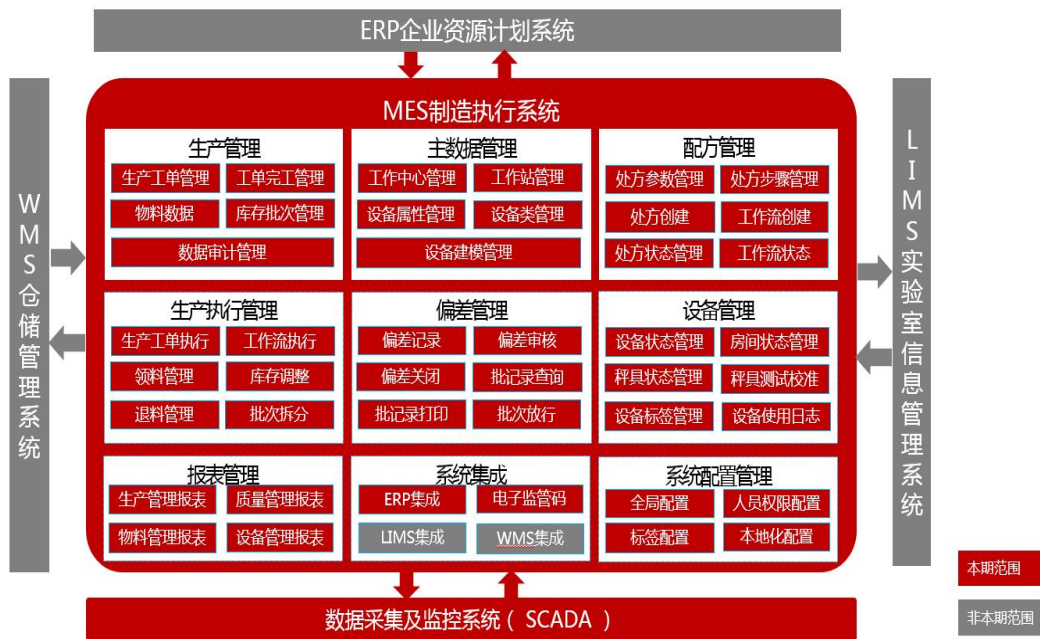 ERP企业资源计划系统
WMS仓储管理系统
MES制造执行系统
生产管理
生产工单管理
工单完工管理
物料数据
库存批次管理
数据审计管理
主数据管理
工作中心管理
工作站管理
设备属性管理
设备类管理
设备建模管理
配方管理
处方参数管理
处方步骤管理
处方创建
工作流创建
处方状态管理
工作流状态
生产执行管理
生产工单执行
工作流执行
领料管理
库存调整
退料管理
批次拆分
偏差管理
偏差记录
偏差审核
偏差关闭
批记录查询
批记录打印
批次放行
设备管理
设备状态管理
房间状态管理
秤具状态管理
秤具测试校准
设备标签管理
设备使用日志
报表管理
生产管理报表
质量管理报表
物料管理报表
设备管理报表
系统集成
ERP集成
电子监管码
LIMS集成
WMS集成
系统配置管理
全局配置
人员权限配置
标签配置
本地化配置
LIMS实验室信息管理系统
数据采集及监控系统（ SCADA ）
本期范围
非本期范围